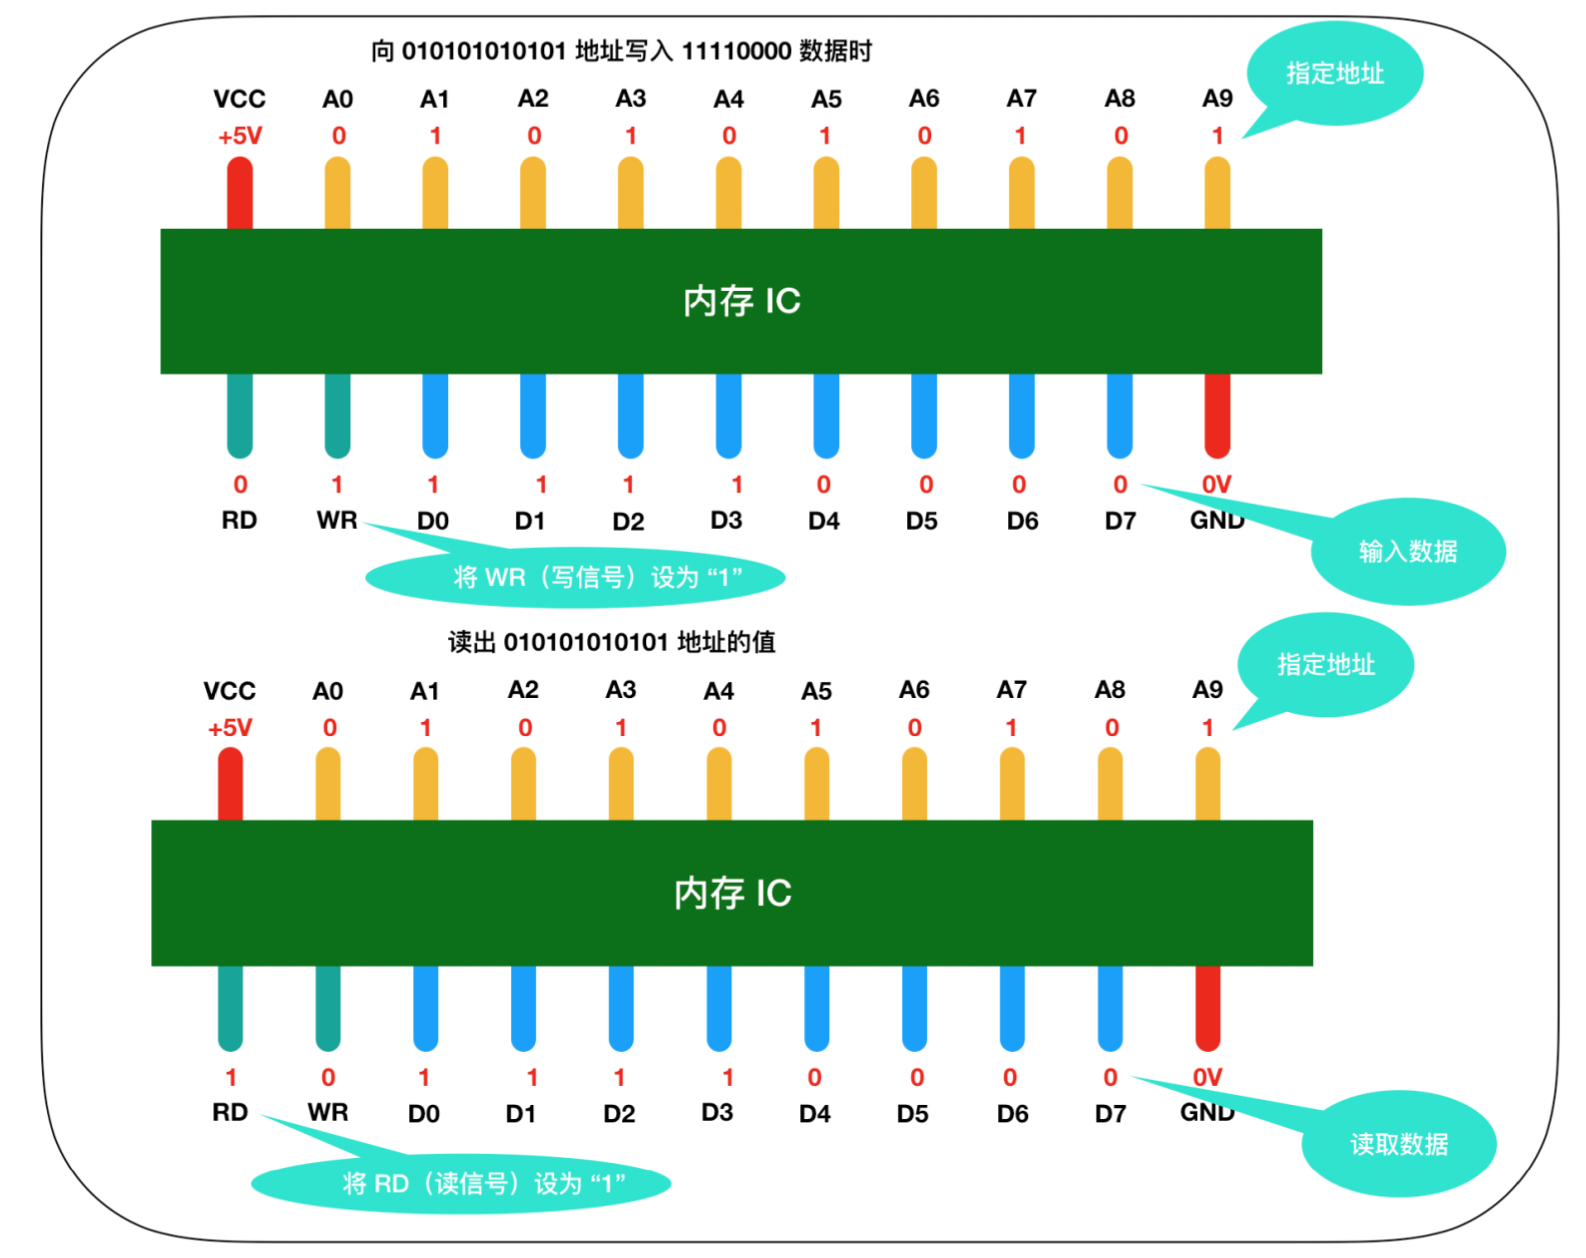 向 010101010101 地址写入 11110000 数据时
指定地址
VCC A0 A1 A2 A3 A4 A5 A6 A7 A8 A9
+5V 0 1 0 1 0 1 0 1 0 1
内存 IC
0 1 1 1 1 1 0 0 0 0 0V
RD WR D0 D1 D2 D3 D4 D5 D6 D7 GND
输入数据
将 WR（写信号）设为 “1”
读出 010101010101 地址的值
指定地址
VCC A0 A1 A2 A3 A4 A5 A6 A7 A8 A9
+5V 0 1 0 1 0 1 0 1 0 1
内存 IC
1 0 1 1 1 1 0 0 0 0 0V
RD WR D0 D1 D2 D3 D4 D5 D6 D7 GND
读取数据
将 RD（读信号）设为 “1”